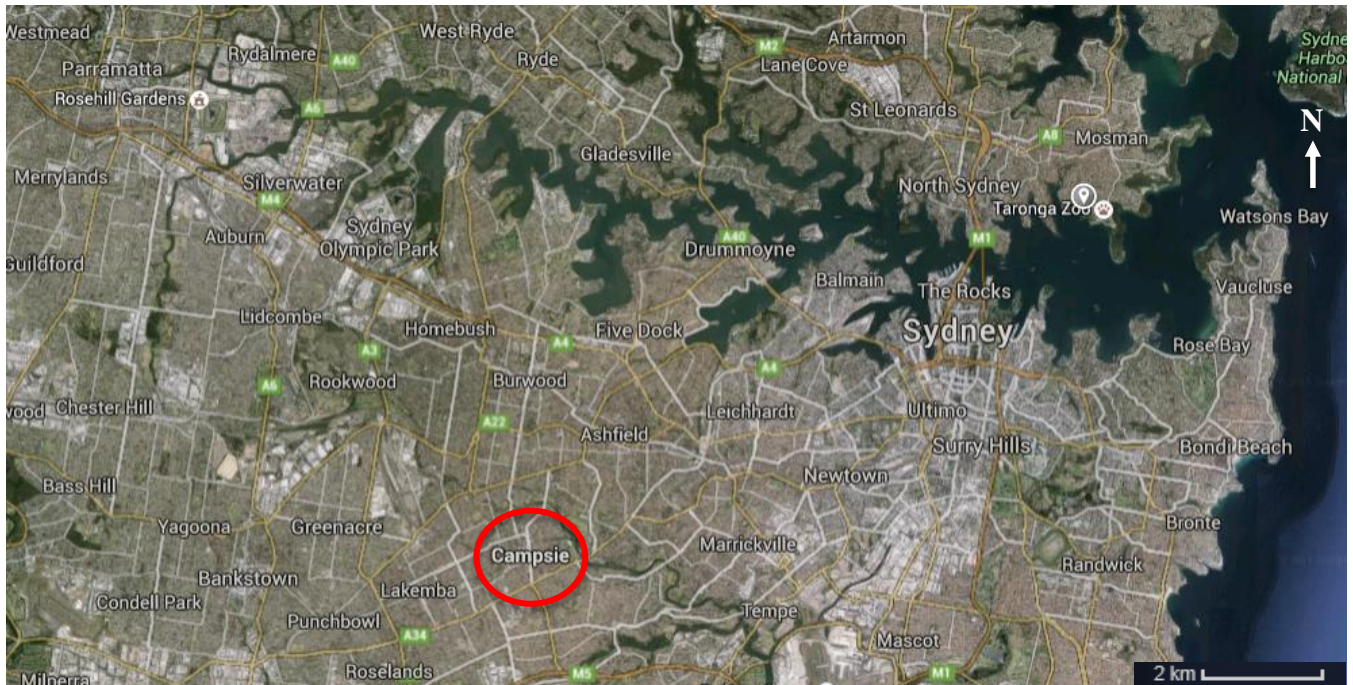 Westmead
Rydalmere
West Ryde
A40
Ryde
M2
Artarmon
Lane Cove
Sydne
Harbo
National
Parramatta
Rosehill Gardens
A6
St Leonards
N
A8
Mosman
Gladesville
Merrylands
Silverwater
M4
North Sydney
Taronga Zoo
Watsons Bay
Auburn
Sydney
Olympic Park
A40
Drummoyne
M1
Guildford
Balmain
The Rocks
Vaucluse
Lidcombe
Homebush
Five Dock
Sydney
A4
A3
Rose Bay
Rookwood
Burwood
A4
A6
wood
Chester Hill
Leichhardt
Ultimo
A22
Ashfield
Surry Hills
Bondi Beach
Newtown
Bass Hill
Yagoona
Greenacre
Bronte
Campsie
Marrickville
Randwick
Bankstown
Lakemba
Condell Park
Punchbowl
Tempe
A34
Mascot
Roselands
M5
M1
Milperra
2 km